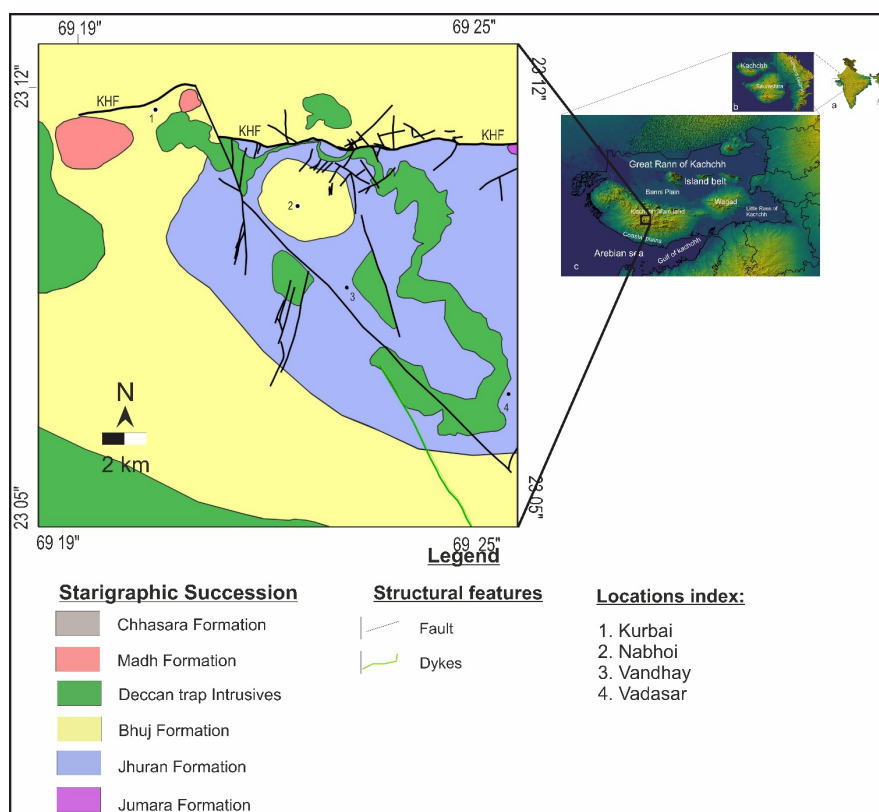 69 19"
69 25"
23 12"
23 12"
KHF
KHF
KHF
1
2
3
4
N
2 km
23 05"
23 05"
69 19"
69 25"
Kachchh
Saurashtra
b
a
Great Rann of Kachchh
Island belt
Banni Plain
Wagad
Kachchh Main land
Little Rann of
Kachchh
Coastal plains
Gulf of kachchh
Arebian sea
c
Legend
Starigraphic Succession
Chhasara Formation
Madh Formation
Deccan trap Intrusives
Bhuj Formation
Jhuran Formation
Jumara Formation
Structural features
Fault
Dykes
Locations index:
1. Kurbai
2. Nabhoi
3. Vandhay
4. Vadasar